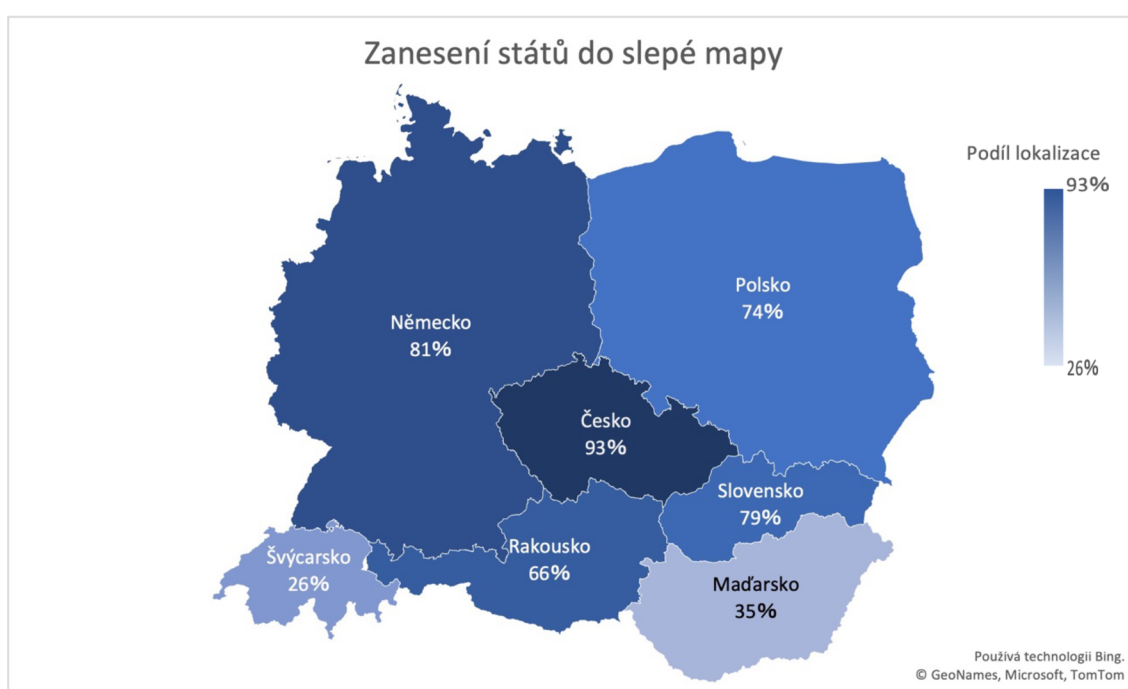 Zanesení států do slepé mapy
Podíl lokalizace
93%
26%
Polsko
74%
Německo
81%
Česko
93%
Slovensko
79%
Rakousko
66%
Švýcarsko
26%
Maďarsko
35%
Používá technologii Bing.
© GeoNames, Microsoft, TomTom